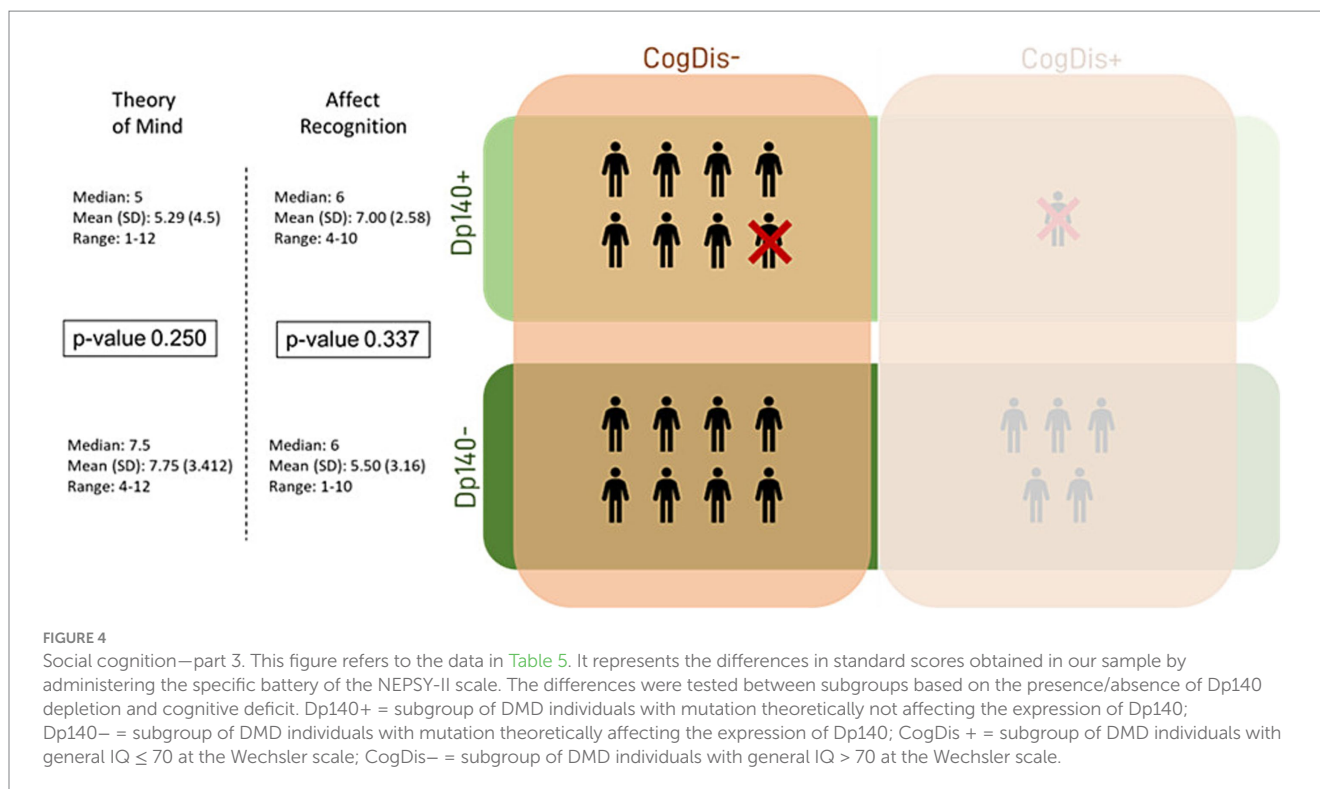 Theory
of Mind
Affect
Recognition
CogDis-
CogDis+
Median: 5
Mean (SD): 5.29 (4.5)
Range: 1-12
Median: 6
Mean (SD): 7.00 (2.58)
Range: 4-10
Dp140+
p-value 0.250
p-value 0.337
Median: 7.5
Mean (SD): 7.75 (3.412)
Range: 4-12
Median: 6
Mean (SD): 5.50 (3.16)
Range: 1-10
Dp140-
FIGURE 4
Social cognition—part 3. This figure refers to the data in Table 5. It represents the differences in standard scores obtained in our sample by
administering the specific battery of the NEPSY-II scale. The differences were tested between subgroups based on the presence/absence of Dp140
depletion and cognitive deficit. Dp140+ = subgroup of DMD individuals with mutation theoretically not affecting the expression of Dp140;
Dp140− = subgroup of DMD individuals with mutation theoretically affecting the expression of Dp140; CogDis + = subgroup of DMD individuals with
general IQ ≤ 70 at the Wechsler scale; CogDis− = subgroup of DMD individuals with general IQ > 70 at the Wechsler scale.